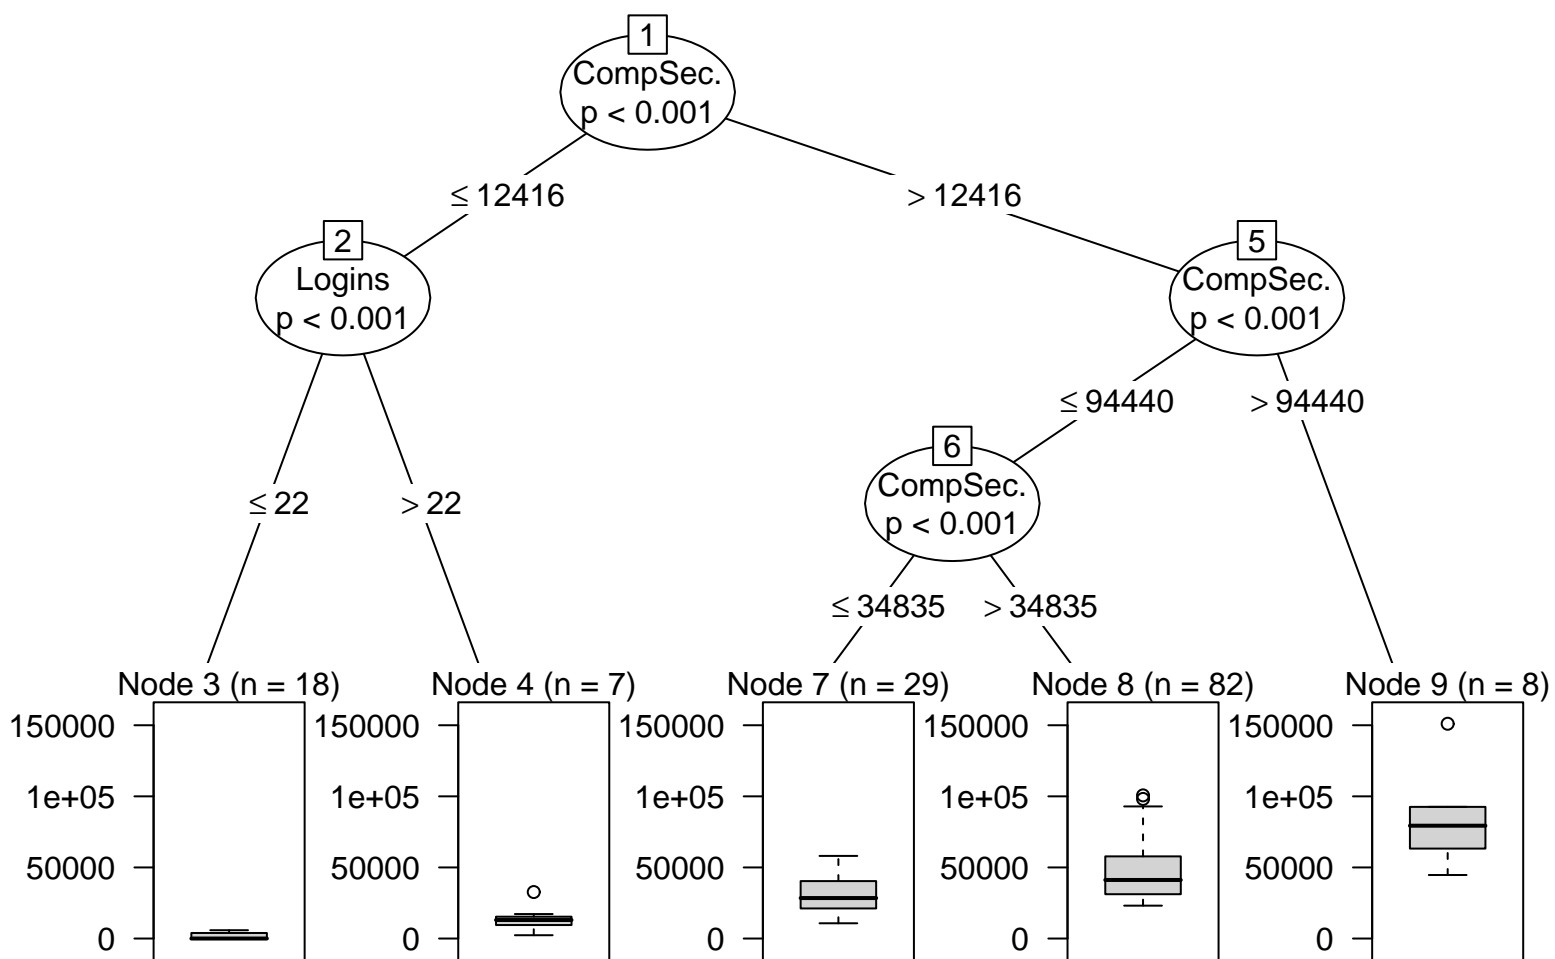 1
CompSec.
p < 0.001
≤ 12416
> 12416
2
Logins
p < 0.001
5
CompSec.
p < 0.001
≤ 94440
> 94440
6
CompSec.
p < 0.001
≤ 22
> 22
≤ 34835
> 34835
Node 3 (n = 18)
150000
1e+05
50000
0
Node 4 (n = 7)
150000
1e+05
50000
0
Node 7 (n = 29)
150000
1e+05
50000
0
Node 8 (n = 82)
150000
1e+05
50000
0
Node 9 (n = 8)
150000
1e+05
50000
0